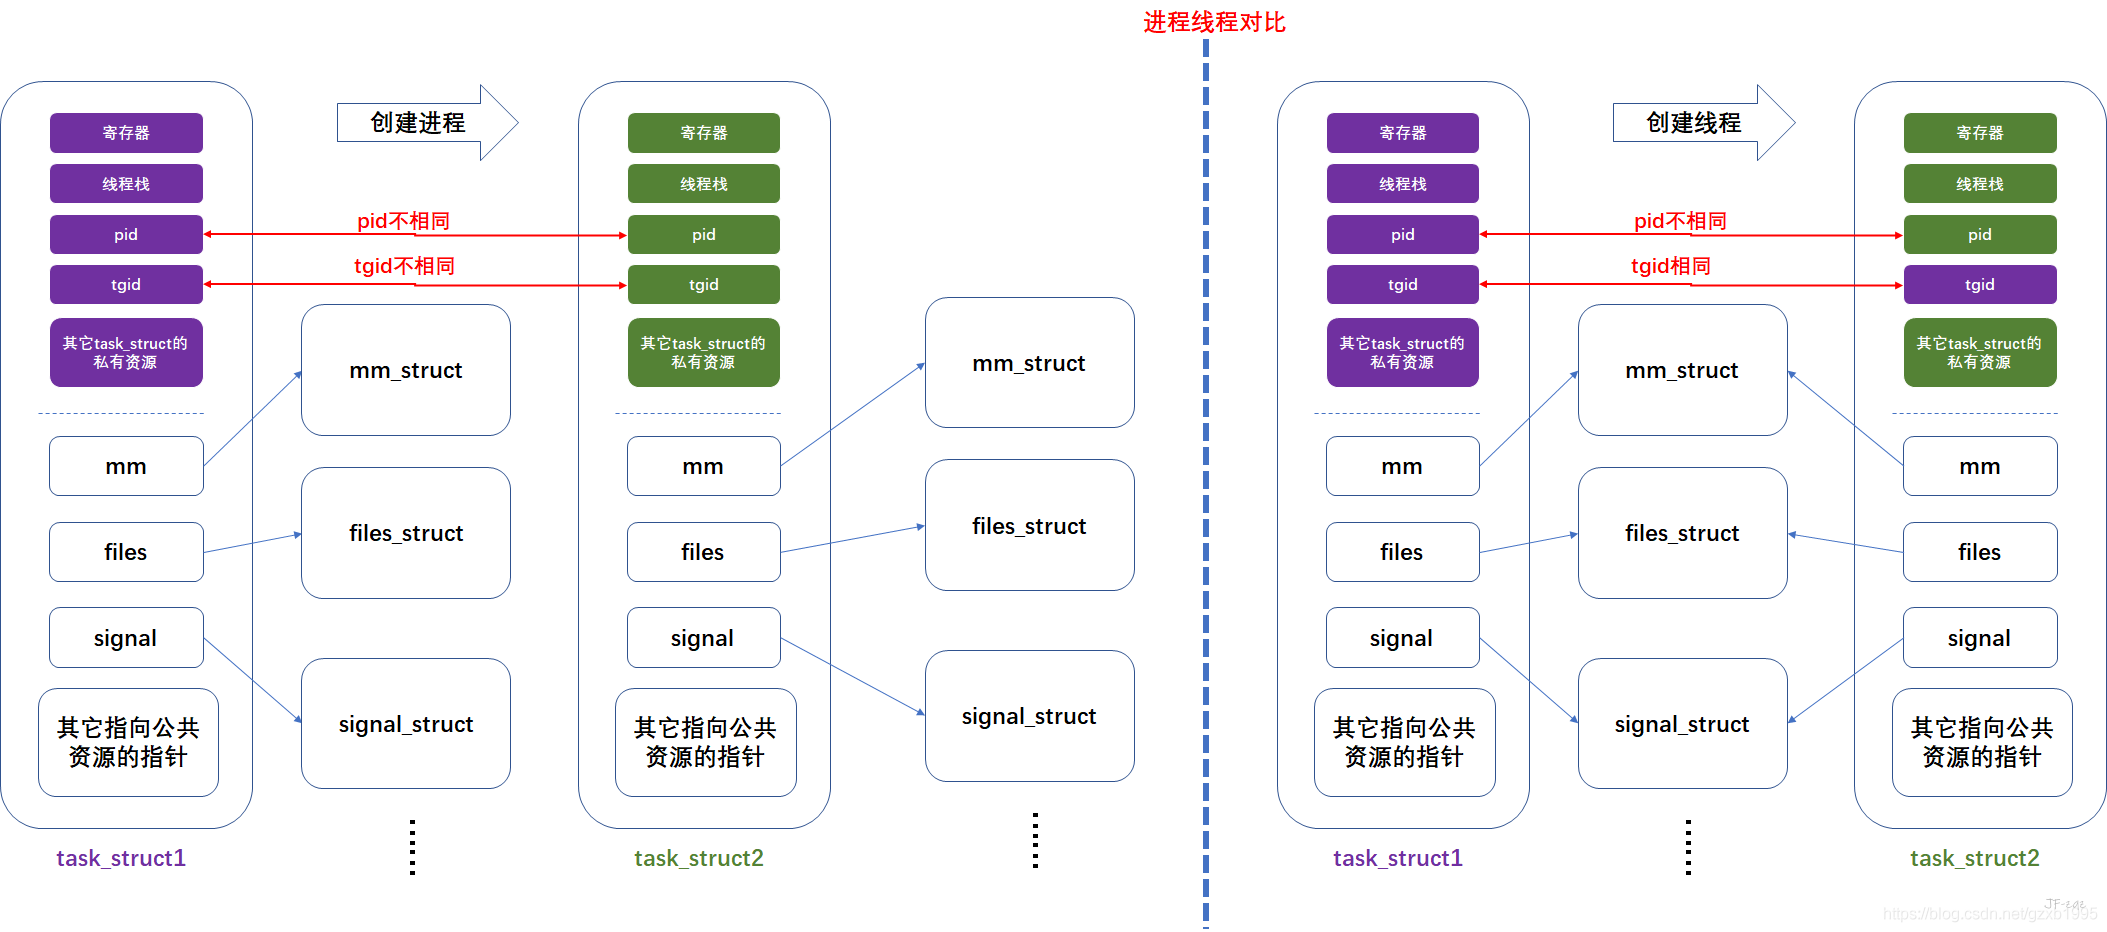 进程线程对比
创建进程
寄存器
线程栈
pid
tgid
其它task_struct的
私有资源
mm
files
signal
其它指向公共
资源的指针
task_struct1
pid不相同
tgid不相同
mm_struct
files_struct
signal_struct
寄存器
线程栈
pid
tgid
其它task_struct的
私有资源
mm
files
signal
其它指向公共
资源的指针
task_struct2
mm_struct
files_struct
signal_struct
创建线程
寄存器
线程栈
pid
tgid
其它task_struct的
私有资源
mm
files
signal
其它指向公共
资源的指针
task_struct1
pid不相同
tgid相同
mm_struct
files_struct
signal_struct
寄存器
线程栈
pid
tgid
其它task_struct的
私有资源
mm
files
signal
其它指向公共
资源的指针
task_struct2
https://blog.csdn.net/gzxb1995